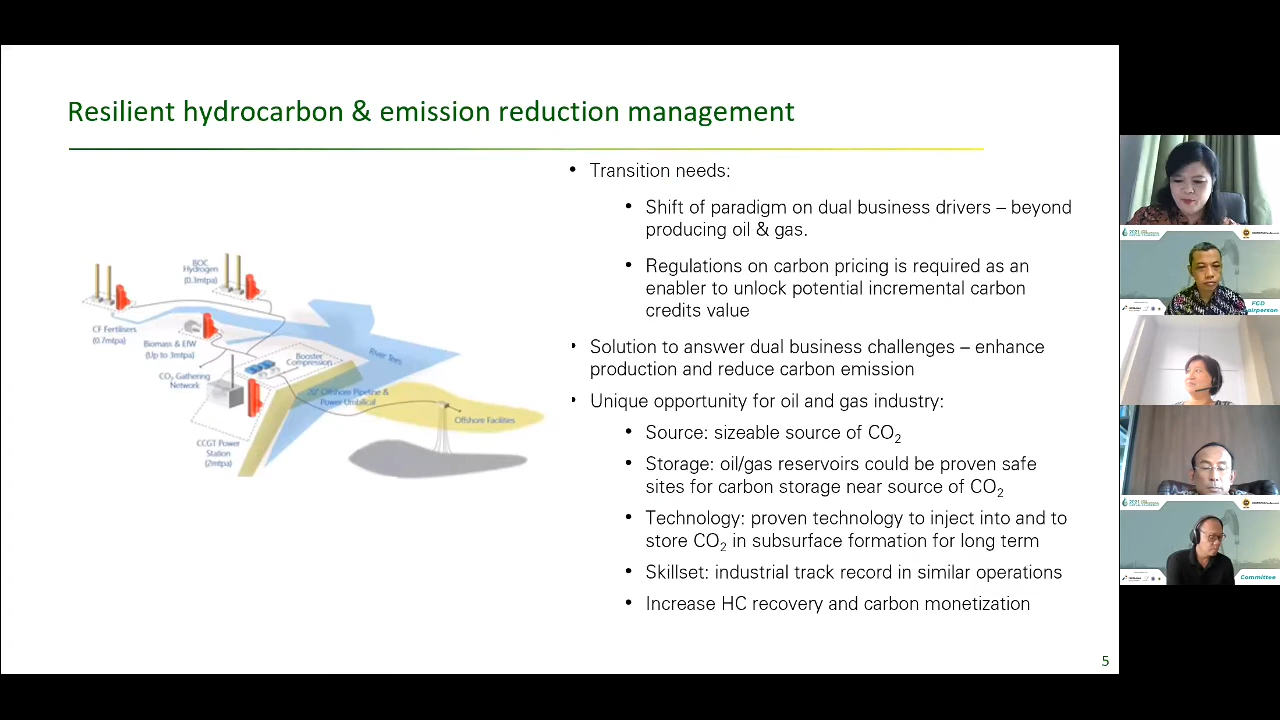 Resilient hydrocarbon & emission reduction management
• Transition needs:
• Shift of paradigm on dual business drivers – beyond
producing oil & gas.
• Regulations on carbon pricing is required as an
enabler to unlock potential incremental carbon
credits value
• Solution to answer dual business challenges – enhance
production and reduce carbon emission
• Unique opportunity for oil and gas industry:
• Source: sizeable source of CO₂
• Storage: oil/gas reservoirs could be proven safe
sites for carbon storage near source of CO₂
• Technology: proven technology to inject into and to
store CO₂ in subsurface formation for long term
• Skillset: industrial track record in similar operations
• Increase HC recovery and carbon monetization
BOC
Hydrogen
(0.3mtpa)
CF Fertilisers
(0.7mtpa)
Biomass & EfW
(Up to 3mtpa)
CO₂ Gathering
Network
Booster
Compression
River Tees
20" Offshore Pipeline &
Power Umbilical
Offshore Facilities
CCGT Power
Station
(2mtpa)
5
2021
FGD
airperson
2021
Committee